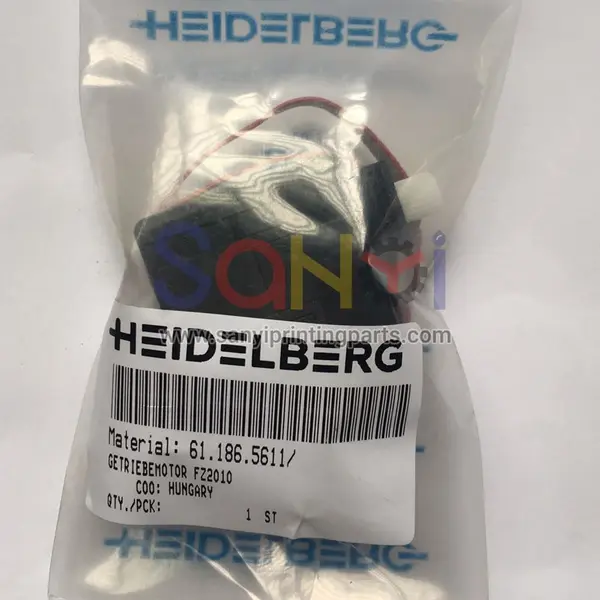 HEIDELBERG
SANYI
www.sanyiprintingparts.com
HEIDELBERG
Material: 61.186.5611/
GETRIEBEMOTOR FZ2010
COO: HUNGARY
QTY./PCK: 1 ST
HEIDELBERG